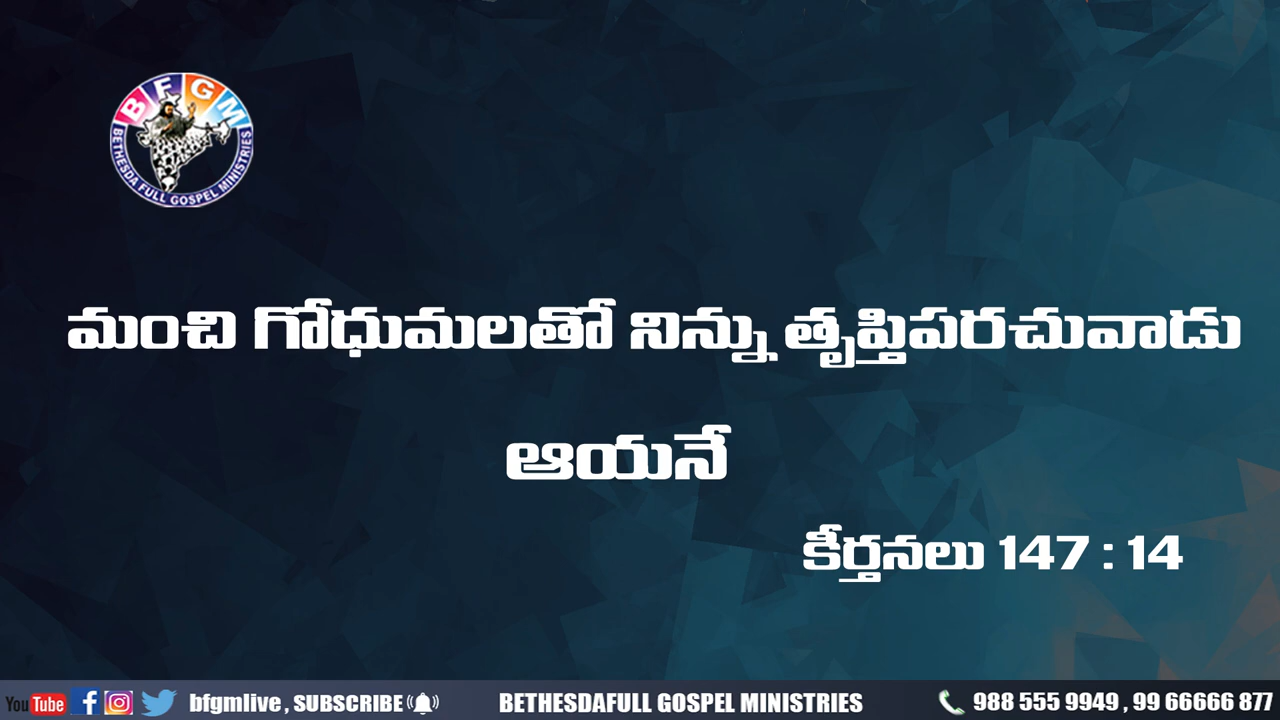 BFGM
BETHESDA FULL GOSPEL MINISTRIES
మంచి గోధుమలతో నిన్ను తృప్తిపరచువాడు
ఆయనే
కీర్తనలు 147 : 14
YouTube bfgmlive , SUBSCRIBE BETHESDAFULL GOSPEL MINISTRIES 988 555 9949 , 99 66666 877